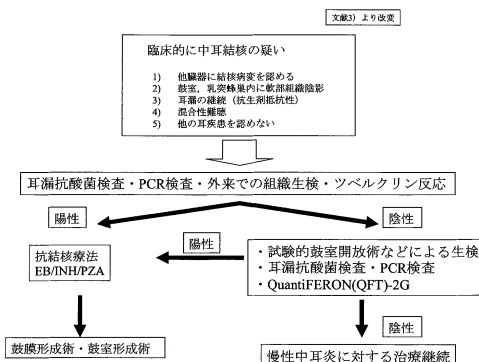 文献3）より改変
臨床的に中耳結核の疑い
1) 他臓器に結核病変を認める
2) 鼓室，乳突蜂巣内に軟部組織陰影
3) 耳漏の継続（抗生剤抵抗性）
4) 混合性難聴
5) 他の耳疾患を認めない
耳漏抗酸菌検査・PCR検査・外来での組織生検・ツベルクリン反応
陽性
陰性
抗結核療法
EB/INH/PZA
陽性
・試験的鼓室開放術などによる生検
・耳漏抗酸菌検査・PCR検査
・QuantiFERON(QFT)-2G
陰性
鼓膜形成術・鼓室形成術
慢性中耳炎に対する治療継続